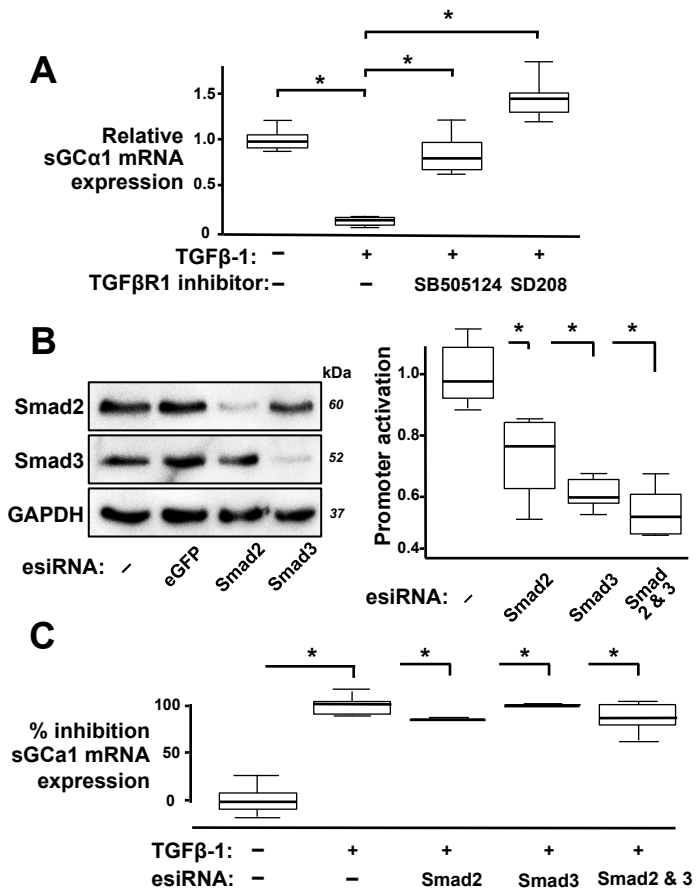 A
*
*
*
1.5
1.0
0.5
0
Relative
sGCα1 mRNA
expression
TGFβ-1: – + + +
TGFβR1 inhibitor: – – SB505124 SD208
B
kDa
Smad2 60
Smad3 52
GAPDH 37
esiRNA: – eGFP Smad2 Smad3
* * *
Promoter activation
1.0
0.8
0.6
0.4
esiRNA: – Smad2 Smad3 Smad
2 & 3
C
* * * *
% inhibition
sGCa1 mRNA
expression
100
50
0
TGFβ-1: – + + + +
esiRNA: – – Smad2 Smad3 Smad2 & 3